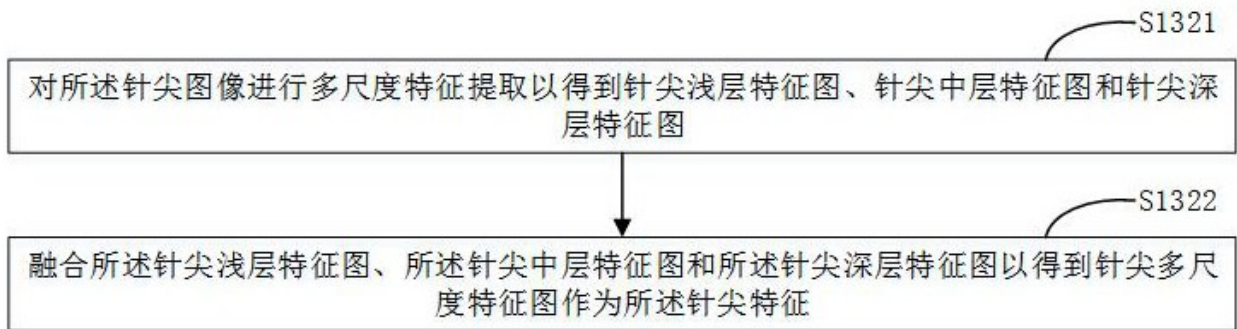 S1321
对所述针尖图像进行多尺度特征提取以得到针尖浅层特征图、针尖中层特征图和针尖深
层特征图
S1322
融合所述针尖浅层特征图、所述针尖中层特征图和所述针尖深层特征图以得到针尖多尺
度特征图作为所述针尖特征